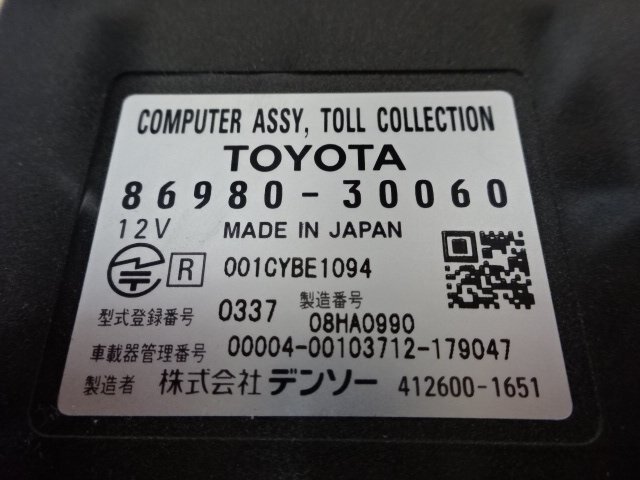 COMPUTER ASSY, TOLL COLLECTION
TOYOTA
86980-30060
12V MADE IN JAPAN
R 001CYBE1094
型式登録番号 0337 製造番号 08HA0990
車載器管理番号 00004-00103712-179047
製造者 株式会社 デンソー 412600-1651